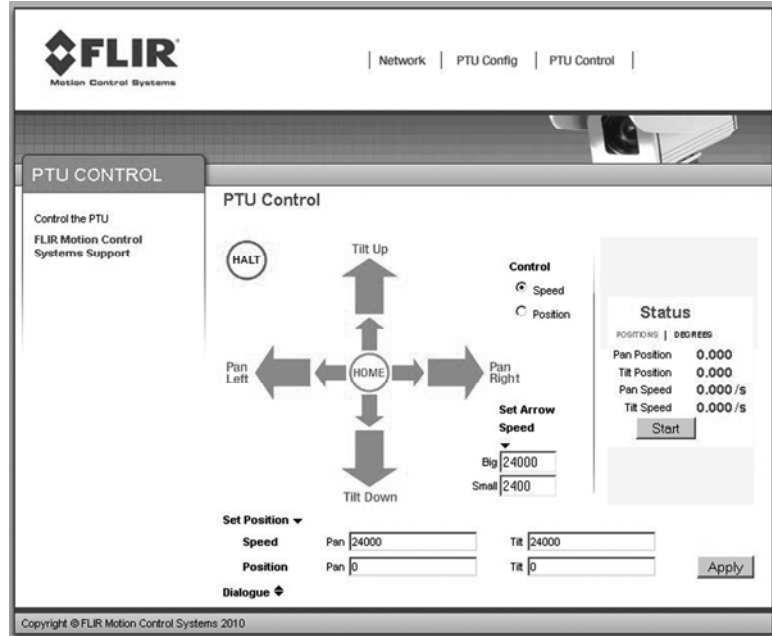 FLIR
Motion Control Systems
| Network | PTU Config | PTU Control |
PTU CONTROL
Control the PTU
FLIR Motion Control
Systems Support
PTU Control
HALT
Tilt Up
Pan
Left
HOME
Pan
Right
Tilt Down
Control
Speed
Position
Set Arrow
Speed
Big 24000
Small 2400
Status
POSITIONS | DEGREES
Pan Position 0.000
Tilt Position 0.000
Pan Speed 0.000 /s
Tilt Speed 0.000 /s
Start
Set Position
Speed Pan 24000 Tilt 24000
Position Pan 0 Tilt 0
Apply
Dialogue
Copyright © FLIR Motion Control Systems 2010